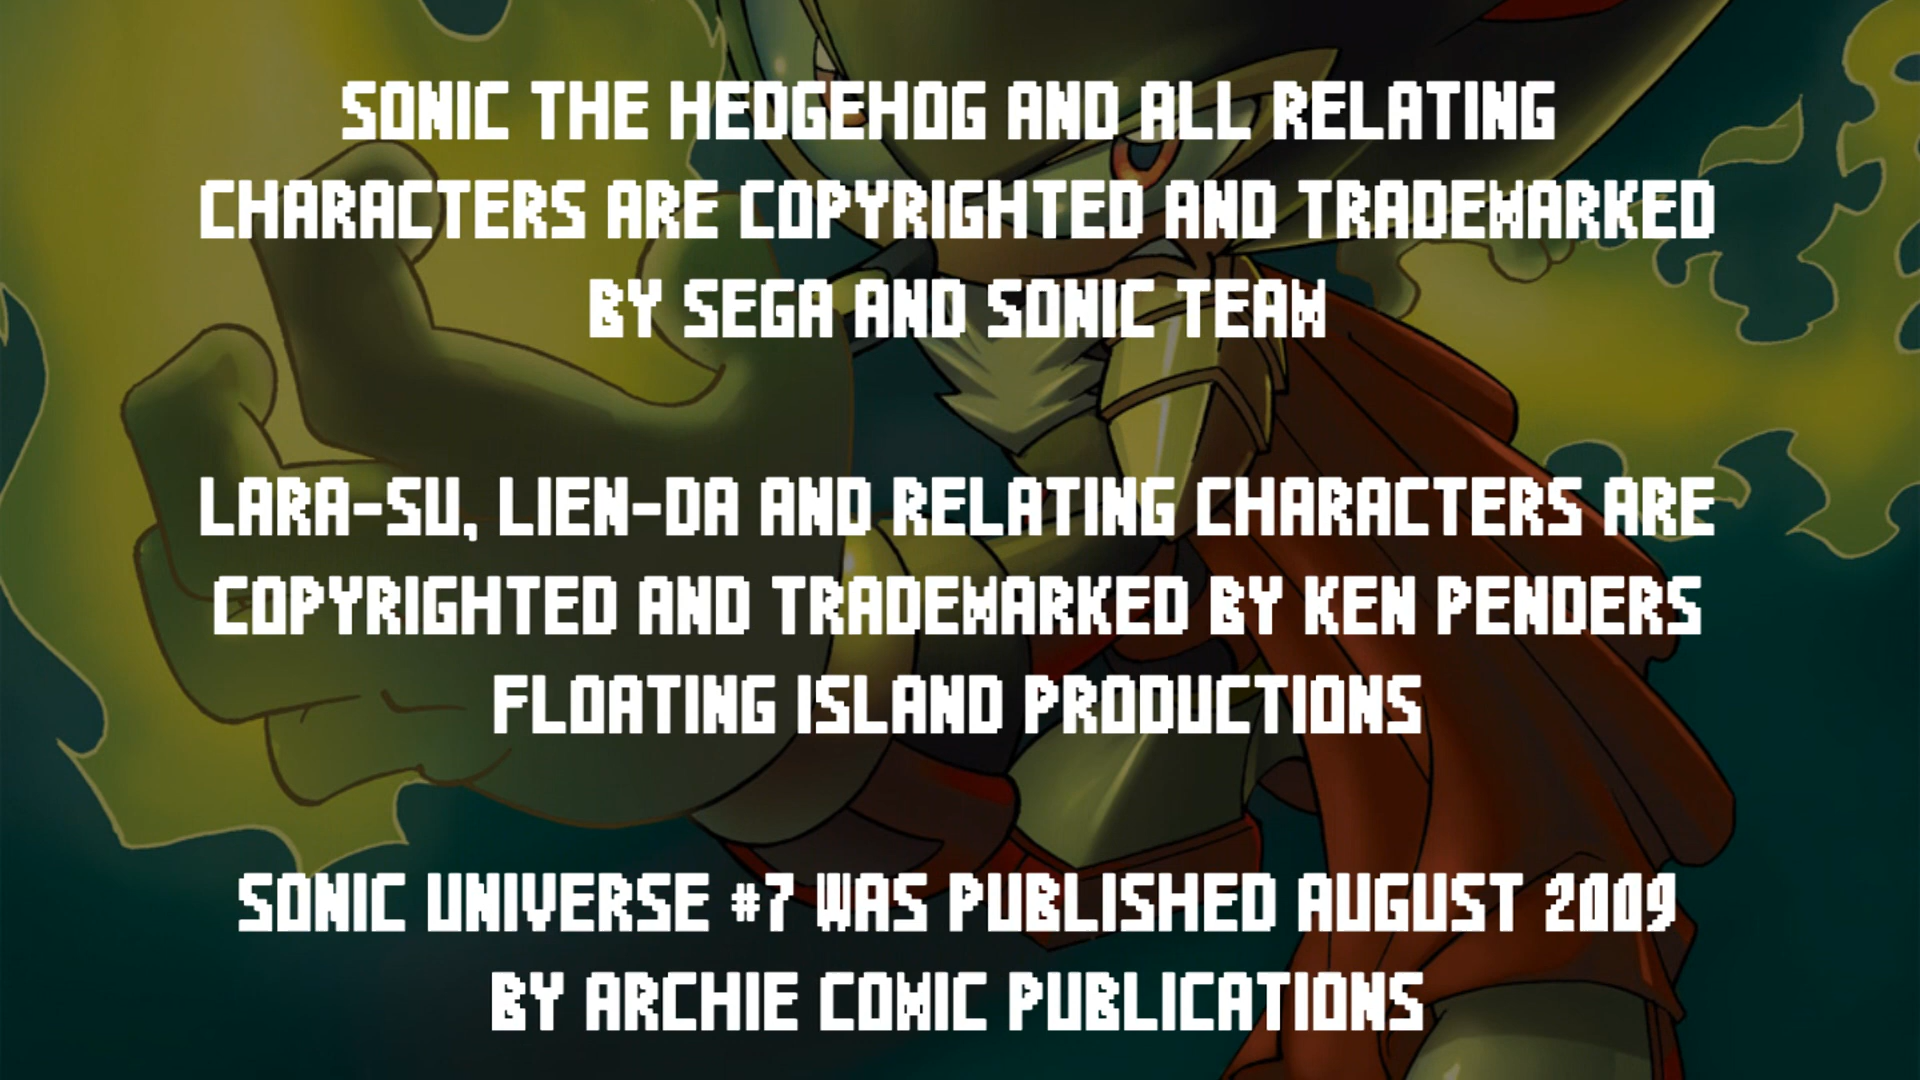 SONIC THE HEDGEHOG AND ALL RELATING
CHARACTERS ARE COPYRIGHTED AND TRADEMARKED
BY SEGA AND SONIC TEAM
LARA-SU, LIEN-DA AND RELATING CHARACTERS ARE
COPYRIGHTED AND TRADEMARKED BY KEN PENDERS
FLOATING ISLAND PRODUCTIONS
SONIC UNIVERSE #7 WAS PUBLISHED AUGUST 2009
BY ARCHIE COMIC PUBLICATIONS